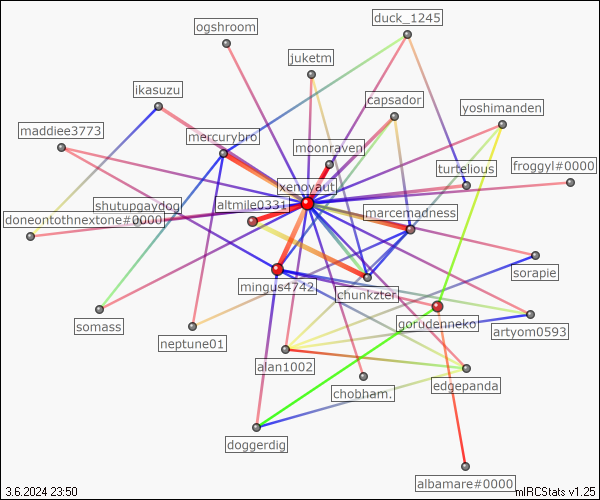 duck_1245
ogshroom
juketm
ikasuzu
capsador
yoshimanden
maddiee3773
mercurybro
moonraven
turtelious
froggyl#0000
xenoyaut
shutupgaydog
altmile0331
marcemadness
doneontothnextone#0000
sorapie
mingus4742
chunkzter
somass
gorudenneko
artyom0593
neptune01
alan1002
edgepanda
chobham.
doggerdig
albamare#0000
3.6.2024 23:50
mIRCStats v1.25